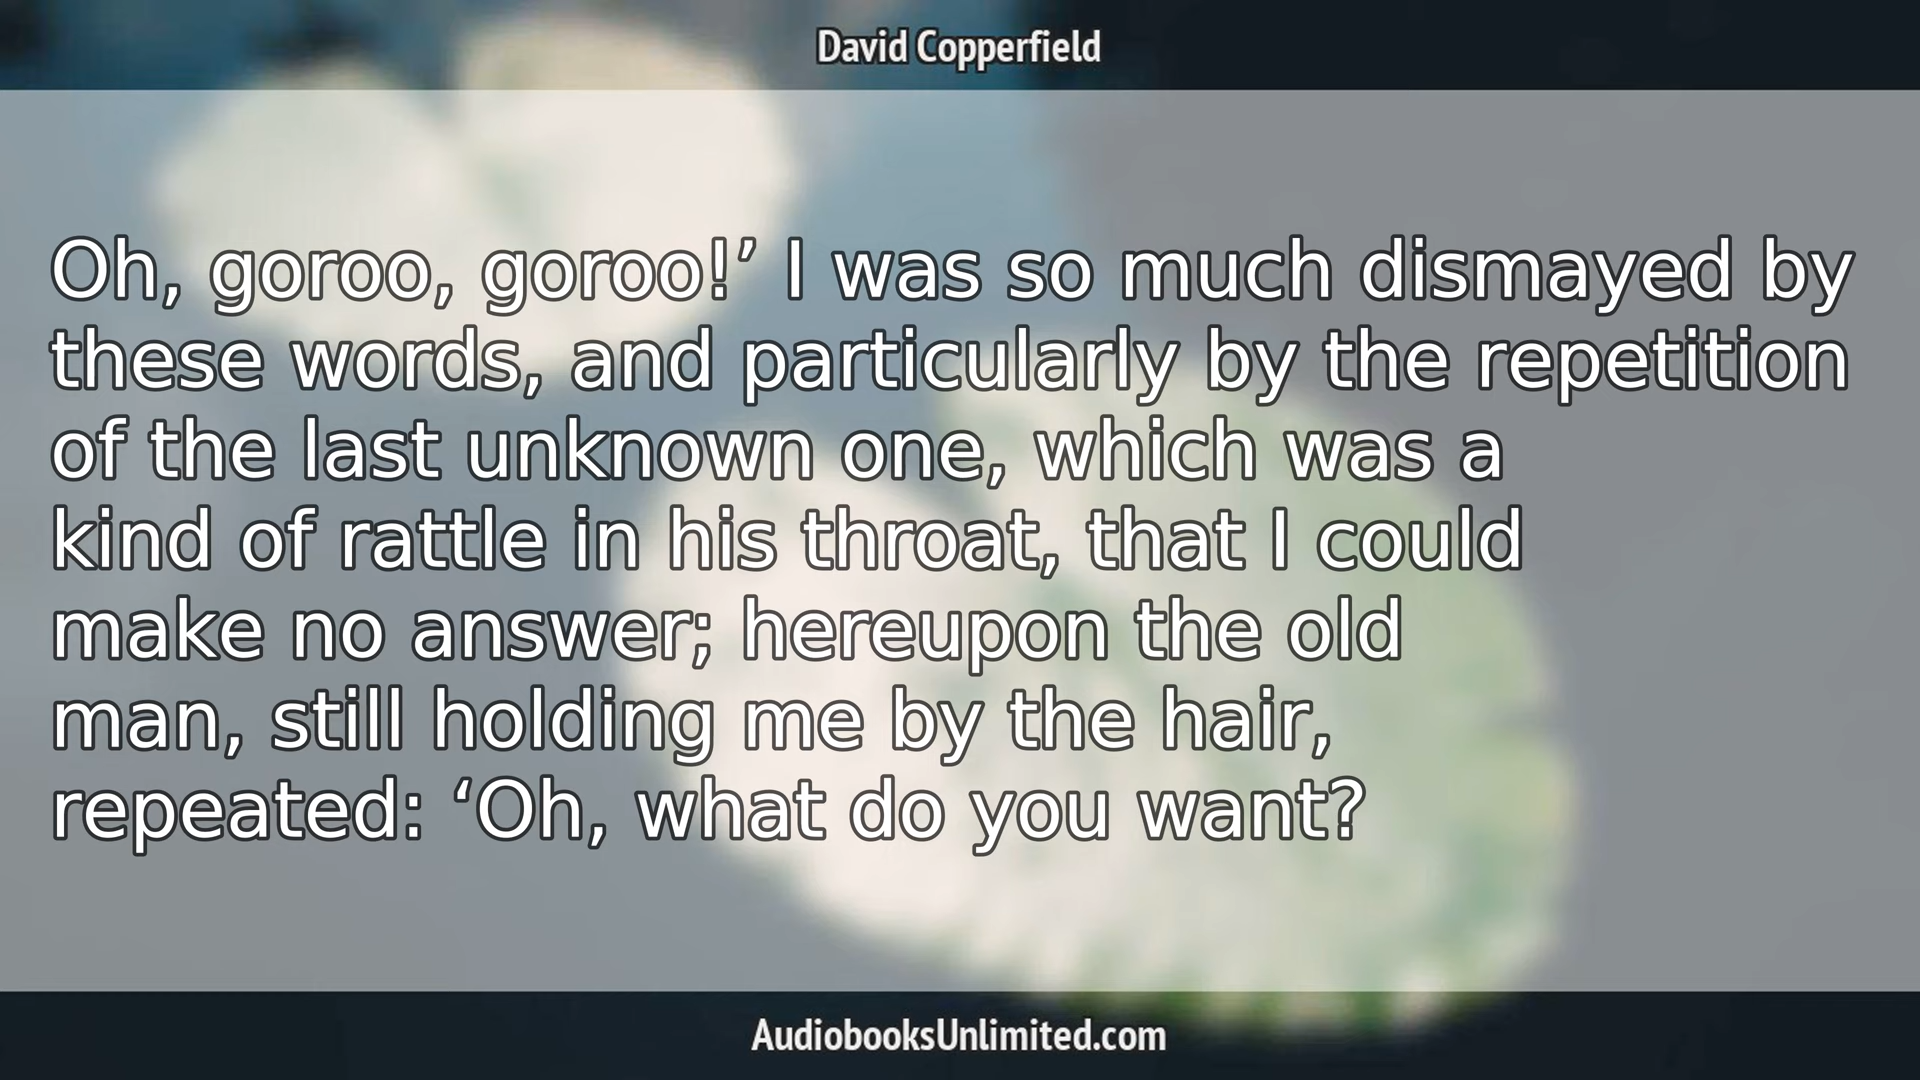 David Copperfield
Oh, goroo, goroo!’ I was so much dismayed by
these words, and particularly by the repetition
of the last unknown one, which was a
kind of rattle in his throat, that I could
make no answer; hereupon the old
man, still holding me by the hair,
repeated: ‘Oh, what do you want?
AudiobooksUnlimited.com